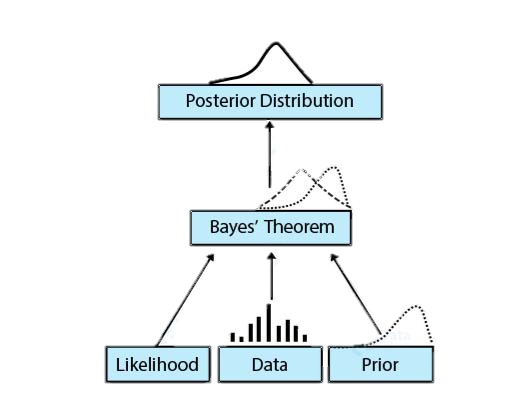 Posterior Distribution
Bayes’ Theorem
Likelihood
Data
Prior